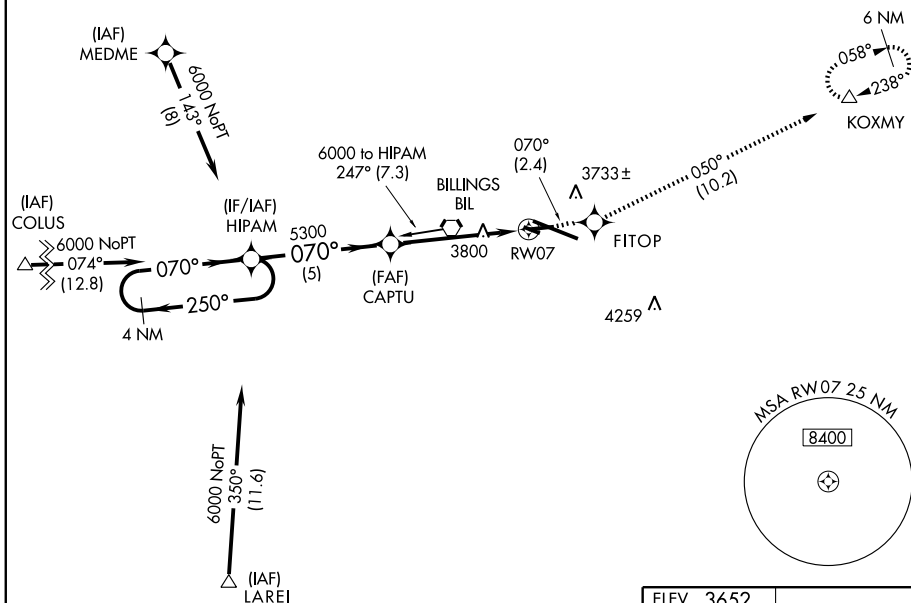 (IAF)
MEDME
6000 NoPT
143°
(8)
6 NM
058°
238°
KOXMY
6000 to HIPAM
247° (7.3)
070°
(2.4)
3733±
050°
(10.2)
BILLINGS
BIL
(IAF)
COLUS
6000 NoPT
074°
(12.8)
(IF/IAF)
HIPAM
070°
250°
4 NM
5300
070°
(5)
(FAF)
CAPTU
3800
RW07
FITOP
4259
6000 NoPT
350°
(11.6)
(IAF)
LAREI
MSA RW07 25 NM
8400
ELEV 3652